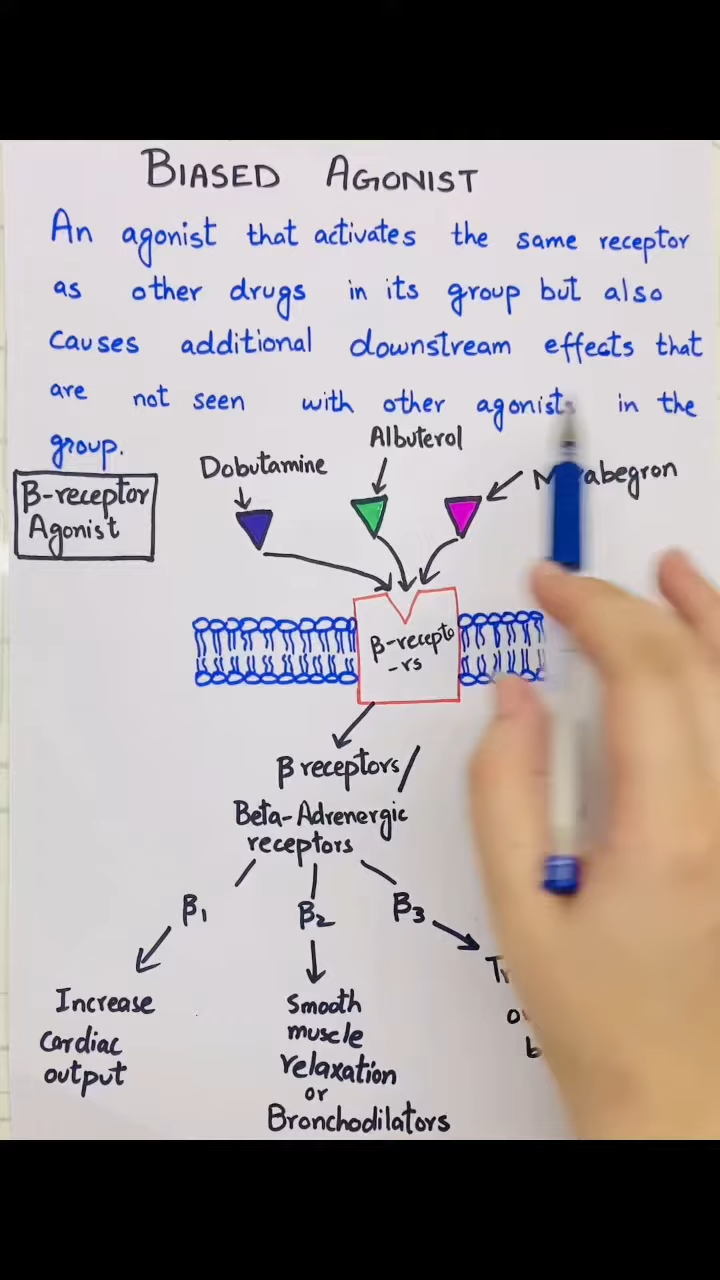 BIASED AGONIST
An agonist that activates the same receptor
as other drugs in its group but also
causes additional downstream effects that
are not seen with other agonists in the
group.
Albuterol
Dobutamine
β-receptor
Agonist
β-recepto
-rs
β receptors/
Beta-Adrenergic
receptors
β1
β2
β3
Increase
cardiac
output
Smooth
muscle
relaxation
or
Bronchodilators